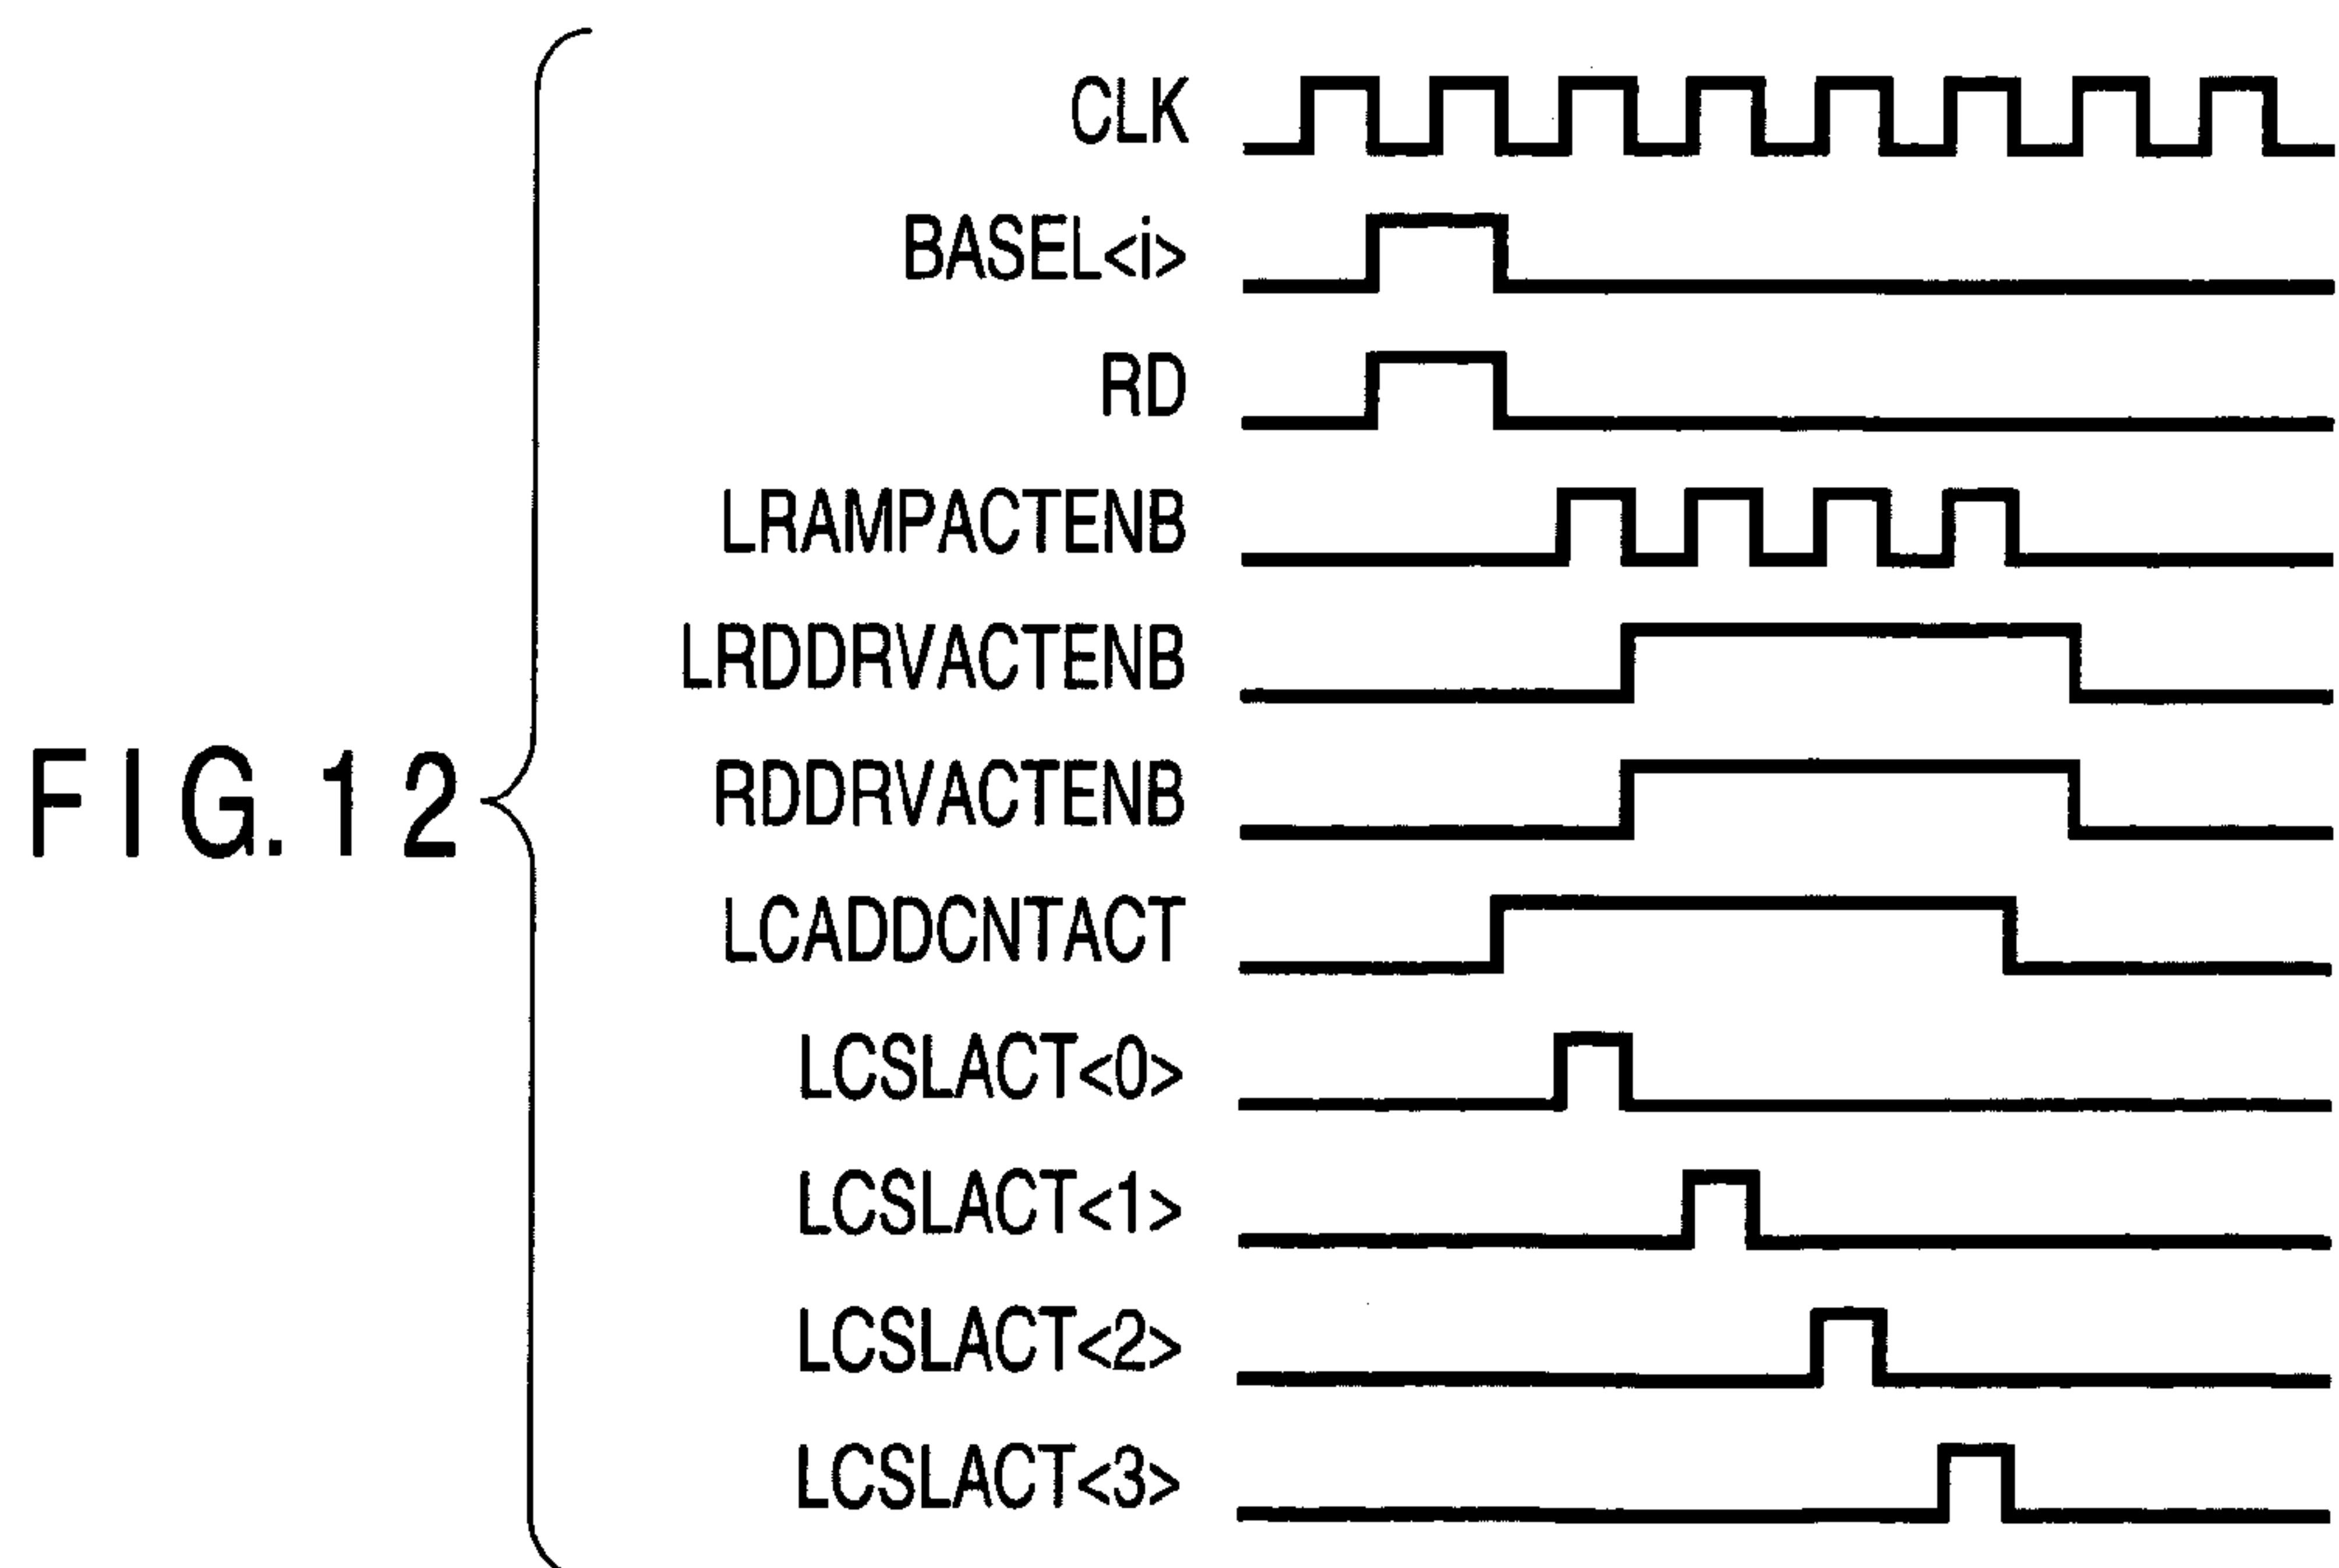 CLK
BASEL<i>
RD
LRAMPACTENB
LRDDRVACTENB
FIG.12
RDDRVACTENB
LCADDCNTACT
LCSLACT<0>
LCSLACT<1>
LCSLACT<2>
LCSLACT<3>